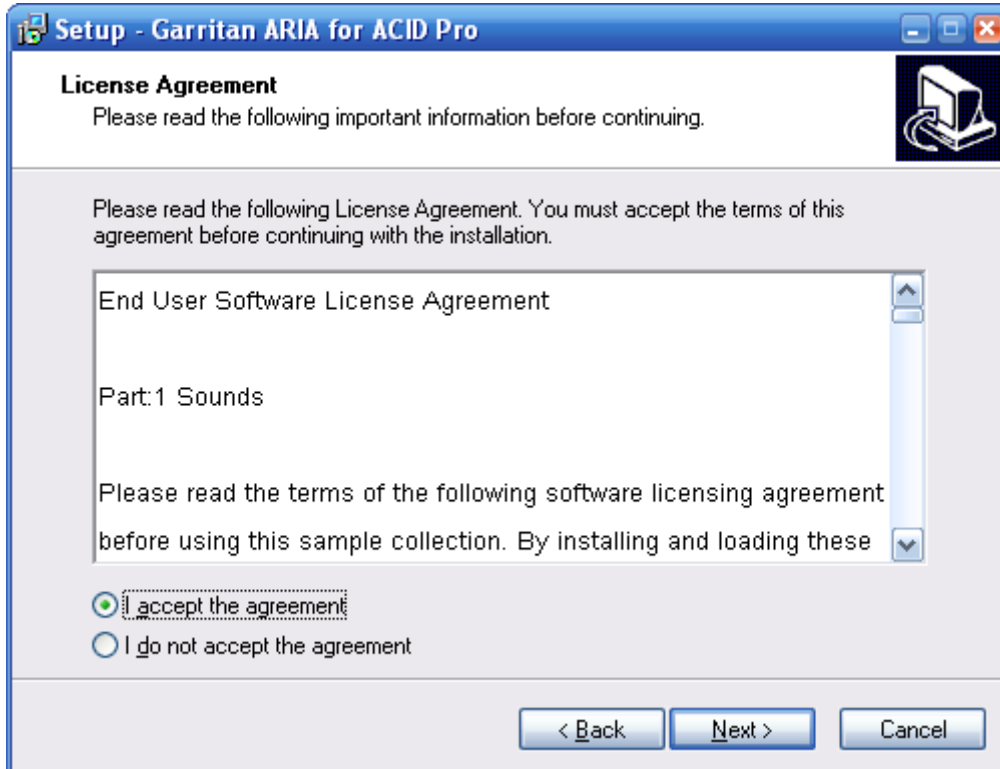 Setup - Garritan ARIA for ACID Pro
License Agreement
Please read the following important information before continuing.
Please read the following License Agreement. You must accept the terms of this
agreement before continuing with the installation.
End User Software License Agreement
Part:1 Sounds
Please read the terms of the following software licensing agreement
before using this sample collection. By installing and loading these
I accept the agreement
I do not accept the agreement
< Back Next > Cancel